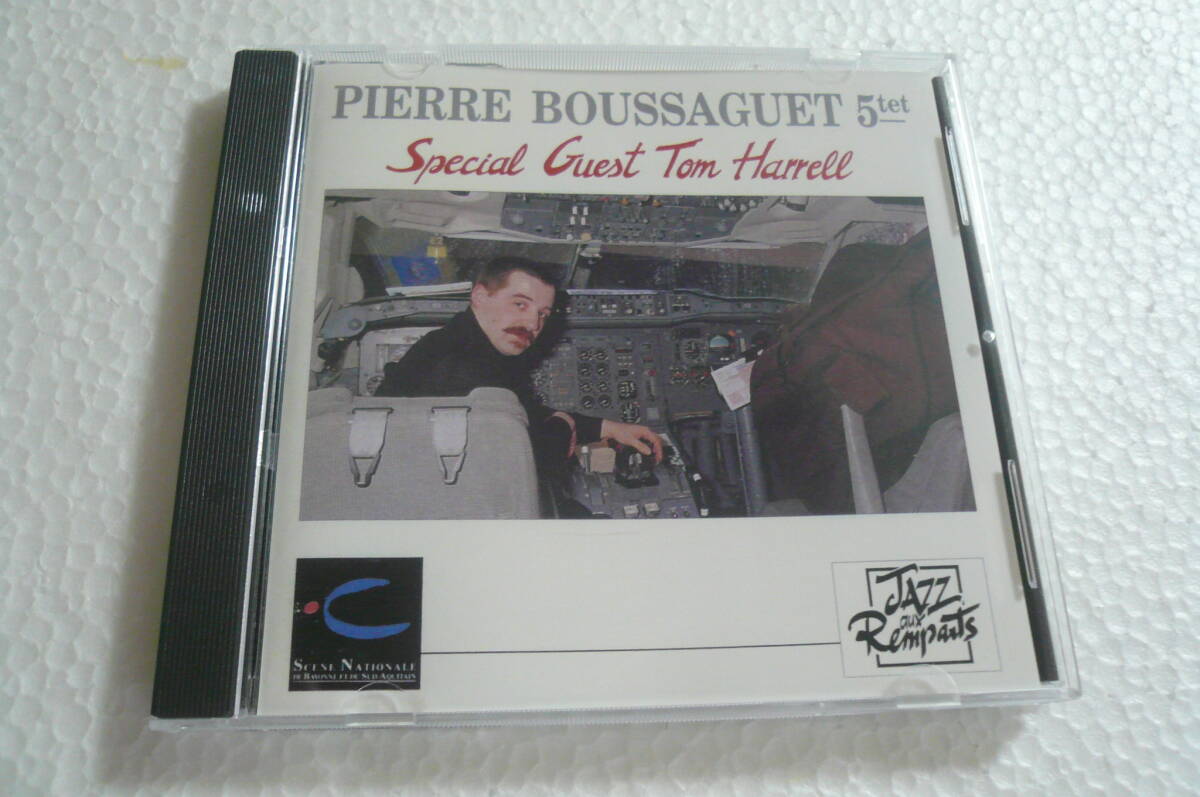 PIERRE BOUSSAGUET 5tet
Special Guest Tom Harrell
SCENE NATIONALE
DE BAYONNE ET DU SUD-AQUITAIN
JAZZ
aux
Remparts